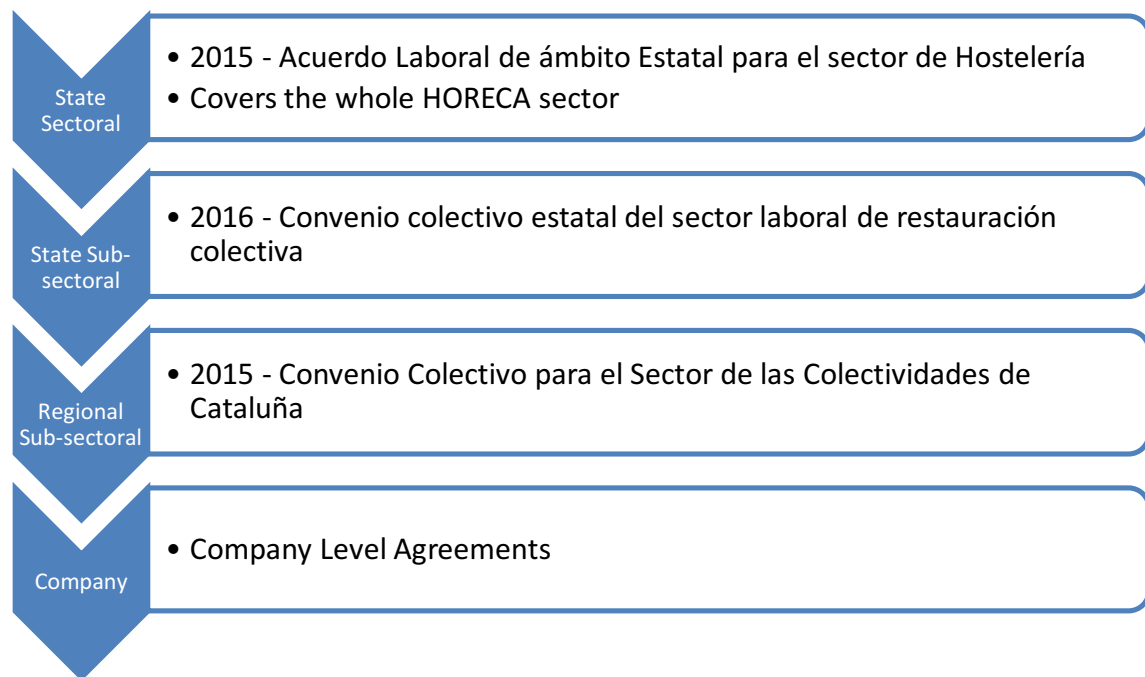 State
Sectoral
• 2015 - Acuerdo Laboral de ámbito Estatal para el sector de Hostelería
• Covers the whole HORECA sector
State Sub-
sectoral
• 2016 - Convenio colectivo estatal del sector laboral de restauración
colectiva
Regional
Sub-sectoral
• 2015 - Convenio Colectivo para el Sector de las Colectividades de
Cataluña
Company
• Company Level Agreements